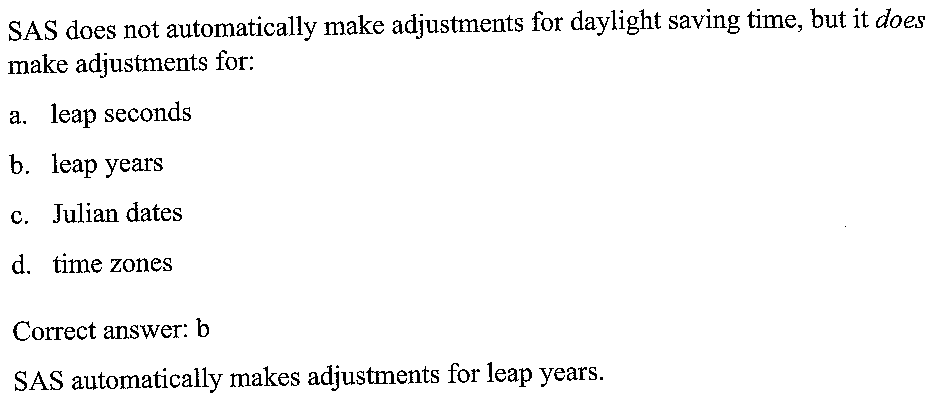 SAS does not automatically make adjustments for daylight saving time, but it does
make adjustments for:
a. leap seconds
b. leap years
c. Julian dates
d. time zones
Correct answer: b
SAS automatically makes adjustments for leap years.